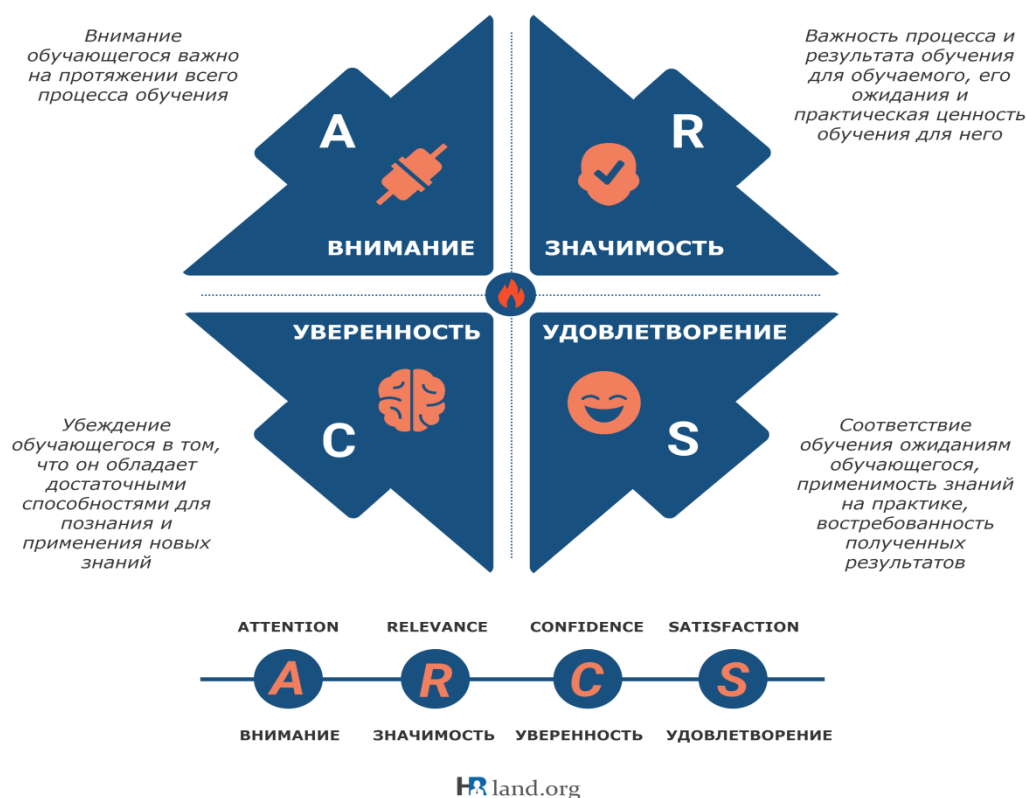 Внимание
обучающегося важно
на протяжении всего
процесса обучения
A
ВНИМАНИЕ
Важность процесса и
результата обучения
для обучаемого, его
ожидания и
практическая ценность
обучения для него
R
ЗНАЧИМОСТЬ
УВЕРЕННОСТЬ
C
Убеждение
обучающегося в том,
что он обладает
достаточными
способностями для
познания и
применения новых
знаний
УДОВЛЕТВОРЕНИЕ
S
Соответствие
обучения ожиданиям
обучающегося,
применимость знаний
на практике,
востребованность
полученных
результатов
ATTENTION RELEVANCE CONFIDENCE SATISFACTION
A R C S
ВНИМАНИЕ ЗНАЧИМОСТЬ УВЕРЕННОСТЬ УДОВЛЕТВОРЕНИЕ
HR land.org